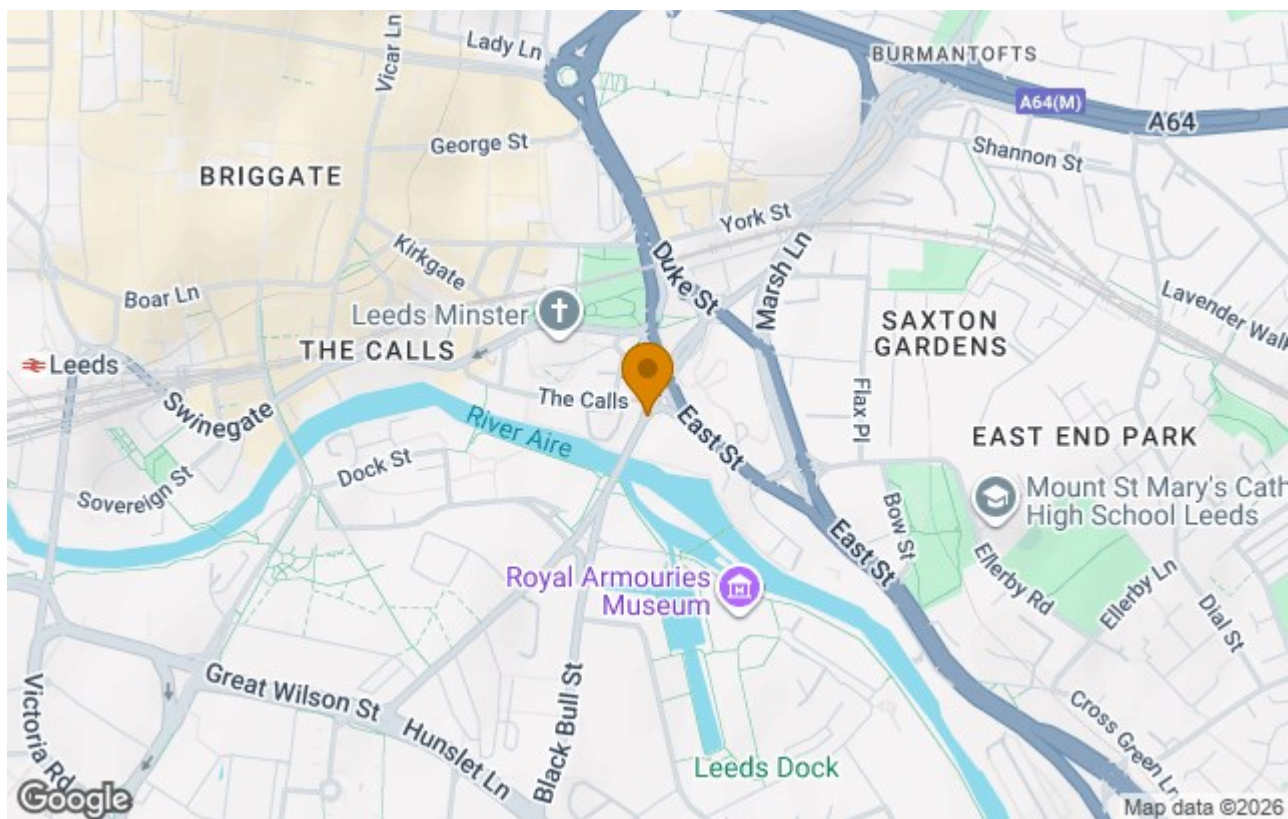 Lady Ln
Vicar Ln
BURMANTOFTS
A64(M)
A64
George St
Shannon St
BRIGGATE
York St
Kirkgate
Duke St
Marsh Ln
Boar Ln
Leeds Minster
SAXTON
GARDENS
Lavender Walk
THE CALLS
Leeds
The Calls
Swinegate
River Aire
East St
Flax Pl
EAST END PARK
Dock St
Sovereign St
Mount St Mary's Cath
High School Leeds
Bow St
East St
Ellerby Rd
Ellerby Ln
Dial St
Royal Armouries
Museum
Great Wilson St
Victoria Rd
Black Bull St
Hunslet Ln
Cross Green Ln
Leeds Dock
Google
Map data ©2026